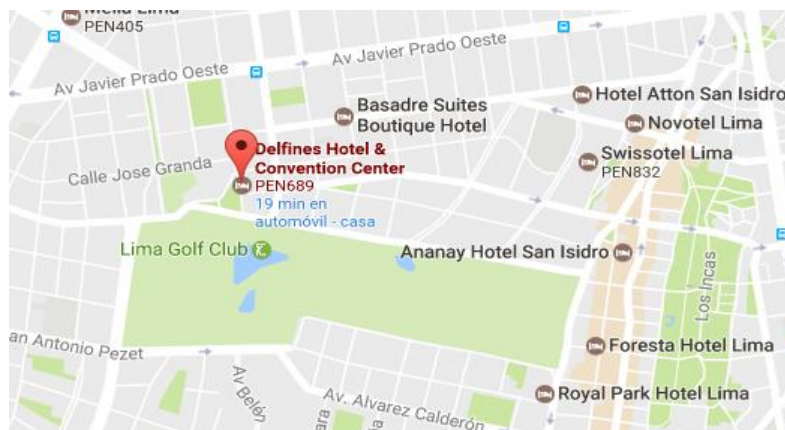 Meliá Lima
PEN405
Av Javier Prado Oeste
Av Javier Prado Oeste
Hotel Atton San Isidro
Basadre Suites
Boutique Hotel
Novotel Lima
Delfines Hotel &
Convention Center
PEN689
19 min en
automóvil - casa
Swissotel Lima
PEN832
Calle Jose Granda
Lima Golf Club
Ananay Hotel San Isidro
Los Incas
an Antonio Pezet
Foresta Hotel Lima
Av Belén
Av. Alvarez Calderón
Royal Park Hotel Lima